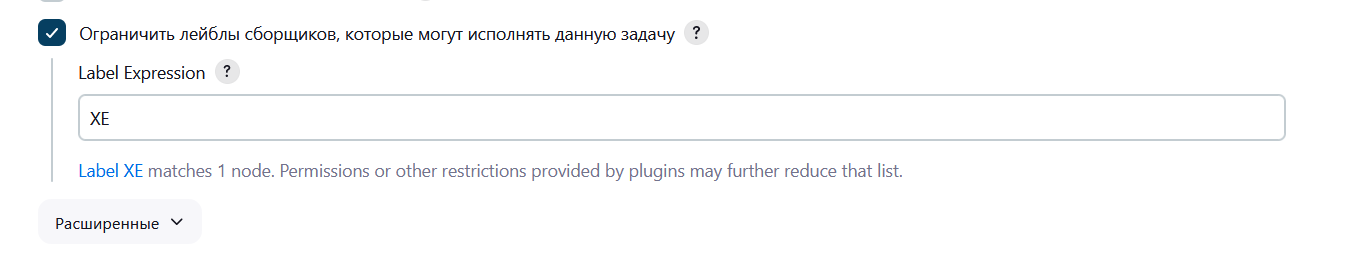 Ограничить лейблы сборщиков, которые могут исполнять данную задачу ?
Label Expression ?
XE
Label XE matches 1 node. Permissions or other restrictions provided by plugins may further reduce that list.
Расширенные